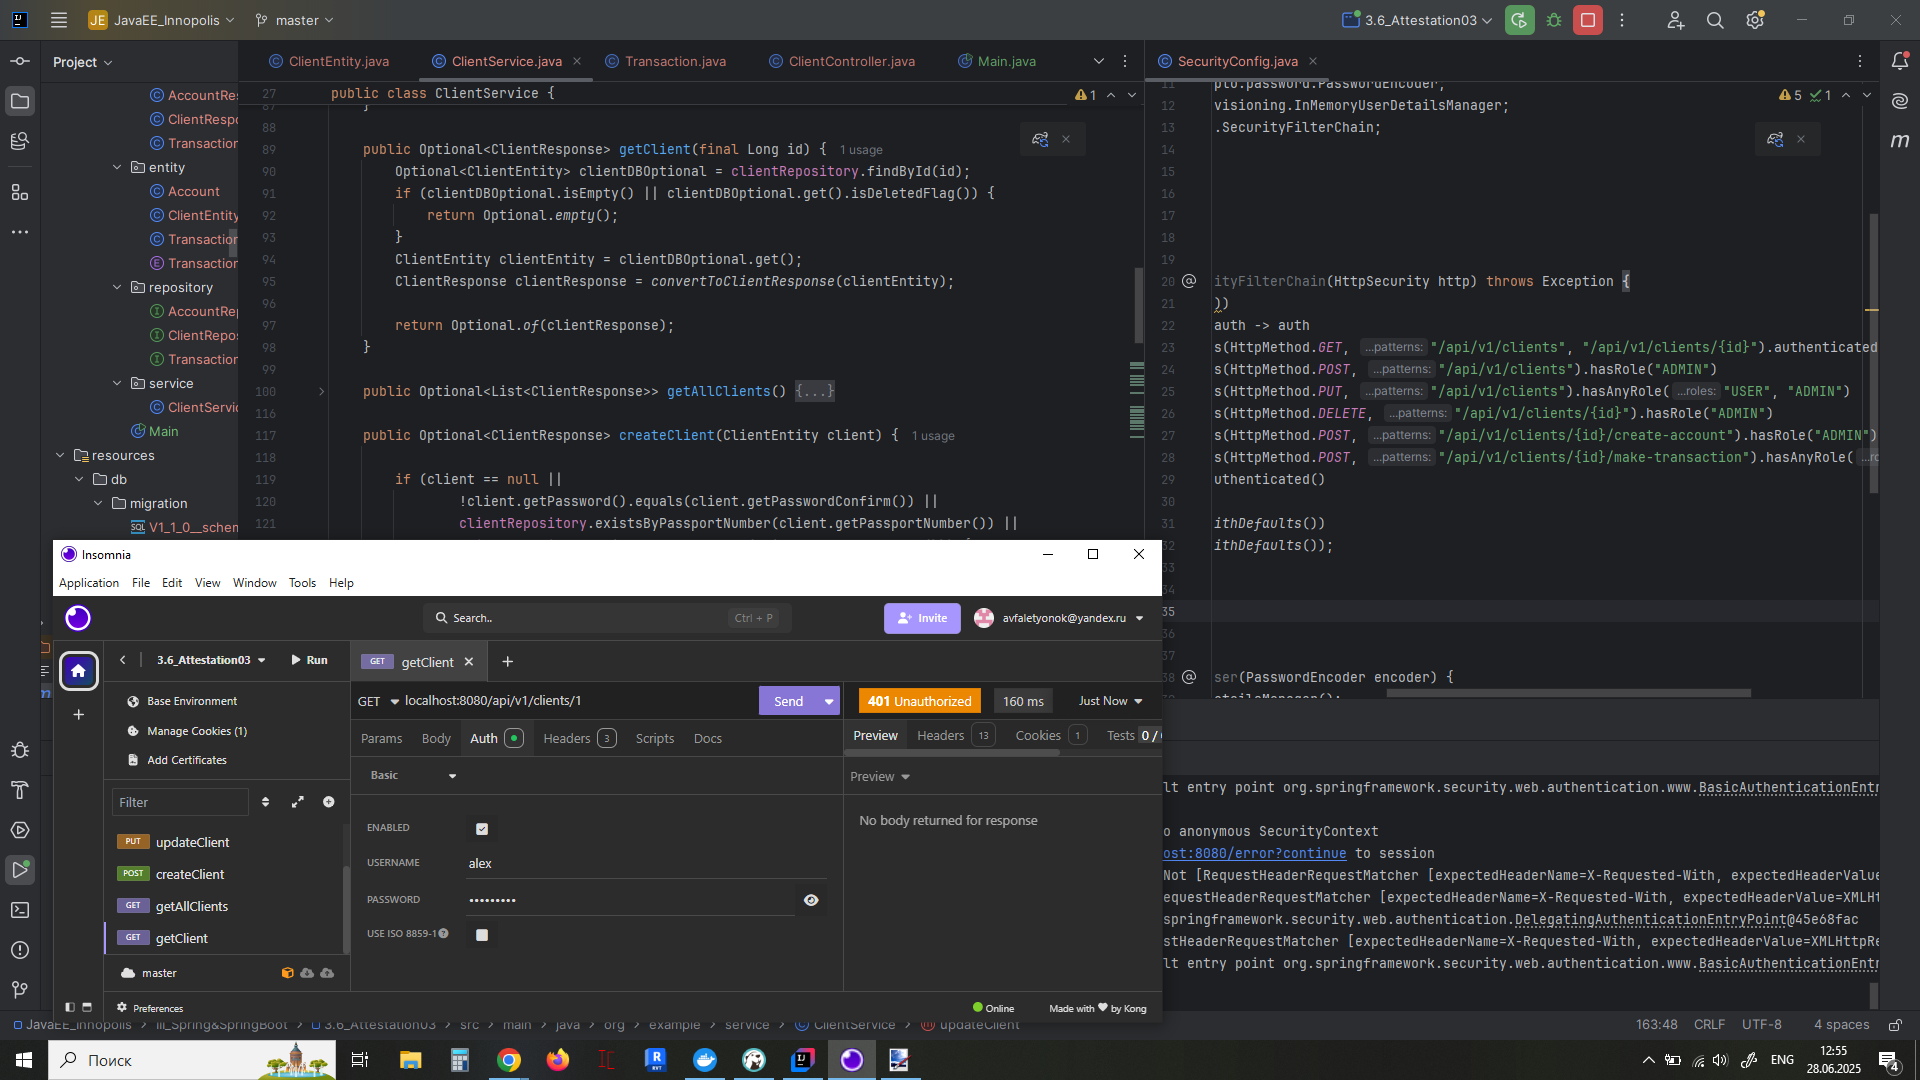 JE JavaEE_Innopolis
master
3.6_Attestation03
Project
ClientEntity.java
ClientService.java
Transaction.java
ClientController.java
Main.java
SecurityConfig.java
AccountRes
ClientRespo
Transaction
entity
Account
ClientEntity
Transaction
Transaction
repository
AccountRep
ClientRepos
Transaction
service
ClientServic
Main
resources
db
migration
V1_1_0__schem
27 public class ClientService {
1
87 }
88
89 public Optional<ClientResponse> getClient(final Long id) { 1 usage
90 Optional<ClientEntity> clientDBOptional = clientRepository.findById(id);
91 if (clientDBOptional.isEmpty() || clientDBOptional.get().isDeletedFlag()) {
92 return Optional.empty();
93 }
94 ClientEntity clientEntity = clientDBOptional.get();
95 ClientResponse clientResponse = convertToClientResponse(clientEntity);
96
97 return Optional.of(clientResponse);
98 }
99
100 public Optional<List<ClientResponse>> getAllClients() {...}
116
117 public Optional<ClientResponse> createClient(ClientEntity client) { 1 usage
118
119 if (client == null ||
120 !client.getPassword().equals(client.getPasswordConfirm()) ||
121 clientRepository.existsByPassportNumber(client.getPassportNumber()) ||
11 pto.password.PasswordEncoder;
5 1
12 visioning.InMemoryUserDetailsManager;
13 .SecurityFilterChain;
14
15
16
17
18
19
20 ityFilterChain(HttpSecurity http) throws Exception {
21 ))
22 auth -> auth
23 s(HttpMethod.GET, ...patterns: "/api/v1/clients", "/api/v1/clients/{id}").authenticated
24 s(HttpMethod.POST, ...patterns: "/api/v1/clients").hasRole("ADMIN")
25 s(HttpMethod.PUT, ...patterns: "/api/v1/clients").hasAnyRole( ...roles: "USER", "ADMIN")
26 s(HttpMethod.DELETE, ...patterns: "/api/v1/clients/{id}").hasRole("ADMIN")
27 s(HttpMethod.POST, ...patterns: "/api/v1/clients/{id}/create-account").hasRole("ADMIN")
28 s(HttpMethod.POST, ...patterns: "/api/v1/clients/{id}/make-transaction").hasAnyRole( ...ro
29 uthenticated()
30
31 ithDefaults())
32 ithDefaults());
33
34
35
36
37
38 ser(PasswordEncoder encoder) {
etailsManager();
Insomnia
Application File Edit View Window Tools Help
Search..
Ctrl + P
Invite
avfaletyonok@yandex.ru
3.6_Attestation03
Run
Base Environment
Manage Cookies (1)
Add Certificates
Filter
PUT updateClient
POST createClient
GET getAllClients
GET getClient
master
Preferences
GET getClient
GET localhost:8080/api/v1/clients/1
Send
Params Body Auth Headers 3 Scripts Docs
Basic
ENABLED
USERNAME alex
PASSWORD •••••••••
USE ISO 8859-1
401 Unauthorized
160 ms
Just Now
Preview Headers 13 Cookies 1 Tests 0 /
Preview
No body returned for response
Online
Made with by Kong
lt entry point org.springframework.security.web.authentication.www.BasicAuthenticationEntr
o anonymous SecurityContext
ost:8080/error?continue to session
Not [RequestHeaderRequestMatcher [expectedHeaderName=X-Requested-With, expectedHeaderValue
equestHeaderRequestMatcher [expectedHeaderName=X-Requested-With, expectedHeaderValue=XMLHt
springframework.security.web.authentication.DelegatingAuthenticationEntryPoint@45e68fac
stHeaderRequestMatcher [expectedHeaderName=X-Requested-With, expectedHeaderValue=XMLHttpRe
lt entry point org.springframework.security.web.authentication.www.BasicAuthenticationEntr
JavaEE_Innopolis III_Spring&SpringBoot 3.6_Attestation03 src main java org example service ClientService updateClient
163:48 CRLF UTF-8 4 spaces
Поиск
ENG
12:55
28.06.2025
4